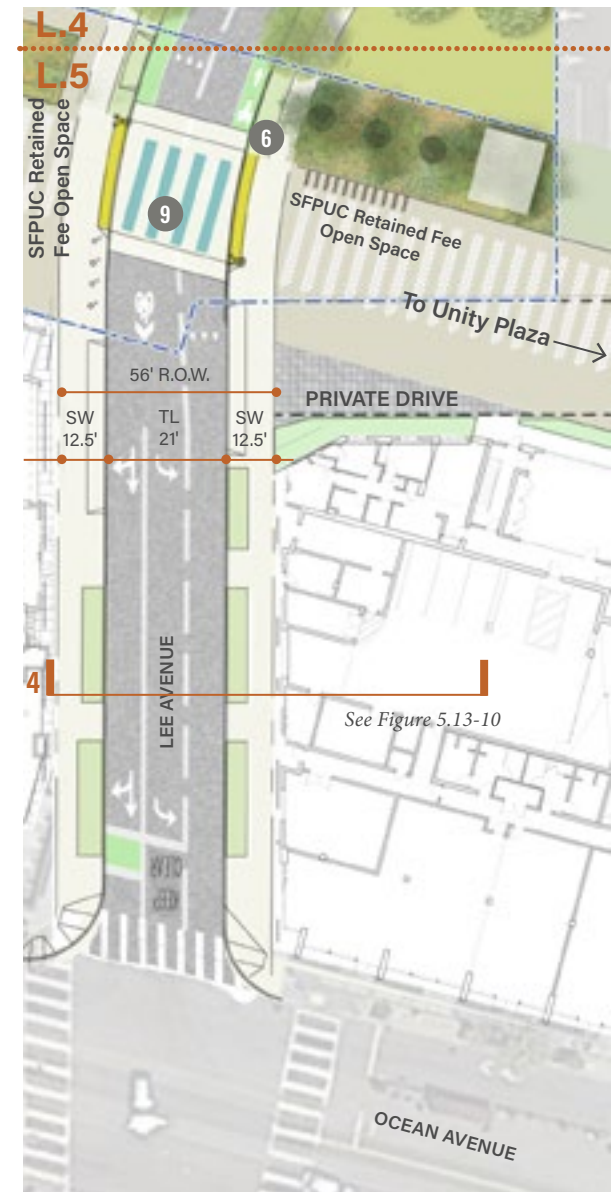 L.4
L.5
SFPUC Retained
Fee Open Space
6
9
SFPUC Retained Fee
Open Space
To Unity Plaza
56' R.O.W.
PRIVATE DRIVE
SW
12.5'
TL
21'
SW
12.5'
LEE AVENUE
4
See Figure 5.13-10
CLEAR
KEEP
OCEAN AVENUE